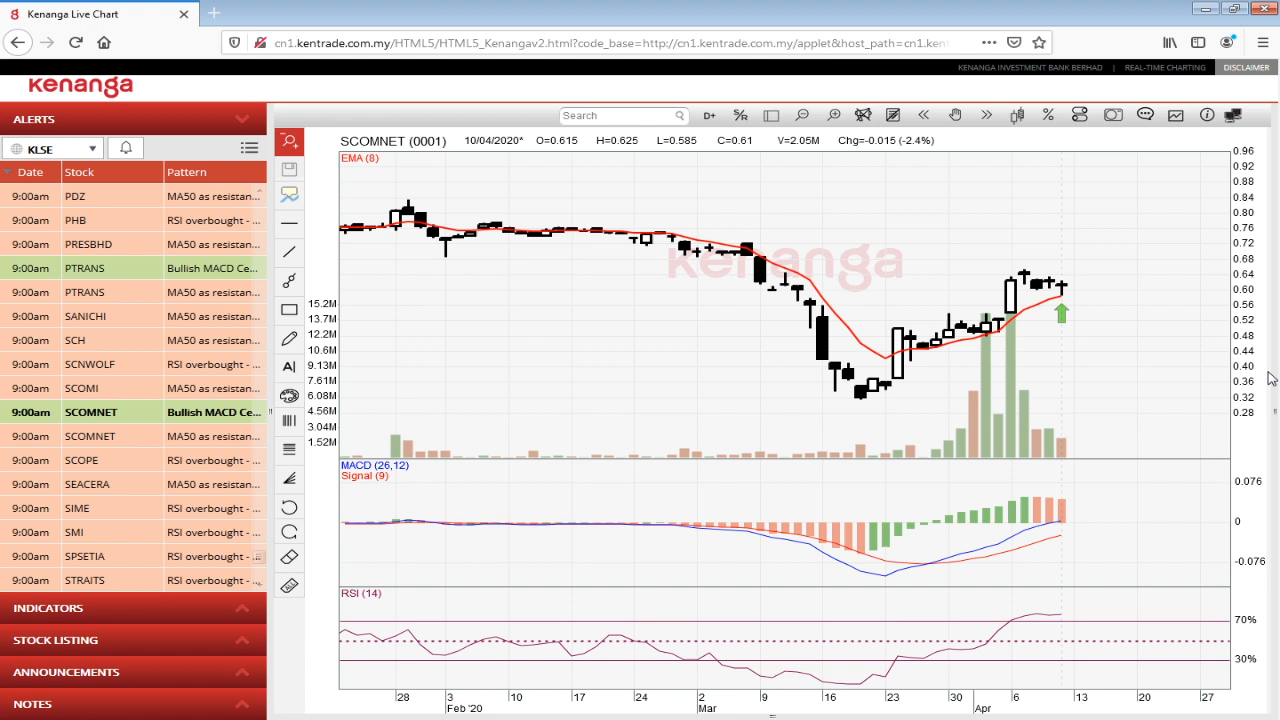 Kenanga Live Chart
cn1.kentrade.com.my/HTML5/HTML5_Kenangav2.html?code_base=http://cn1.kentrade.com.my/applet&host_path=cn1.ken
KENANGA INVESTMENT BANK BERHAD | REAL-TIME CHARTING DISCLAIMER
kenanga
ALERTS
Search D+ S/R %
KLSE
SCOMNET (0001) 10/04/2020* O=0.615 H=0.625 L=0.585 C=0.61 V=2.05M Chg=-0.015 (-2.4%)
EMA (8)
Date Stock Pattern
9:00am PDZ MA50 as resistan...
9:00am PHB RSI overbought - ...
9:00am PRESBHD MA50 as resistan...
9:00am PTRANS Bullish MACD Ce...
9:00am PTRANS MA50 as resistan...
9:00am SANICHI MA50 as resistan...
9:00am SCH MA50 as resistan...
9:00am SCNWOLF RSI overbought - ...
9:00am SCOMI MA50 as resistan...
9:00am SCOMNET Bullish MACD Ce...
9:00am SCOMNET MA50 as resistan...
9:00am SCOPE RSI overbought - ...
9:00am SEACERA MA50 as resistan...
9:00am SIME RSI overbought - ...
9:00am SMI RSI overbought - ...
9:00am SPSETIA RSI overbought - ...
9:00am STRAITS RSI overbought - ...
INDICATORS
STOCK LISTING
ANNOUNCEMENTS
NOTES
A
ALL
kenanga
15.2M
13.7M
12.2M
10.6M
9.13M
7.61M
6.08M
4.56M
3.04M
1.52M
0.96
0.92
0.88
0.84
0.80
0.76
0.72
0.68
0.64
0.60
0.56
0.52
0.48
0.44
0.40
0.36
0.32
0.28
MACD (26,12)
Signal (9)
0.076
0
-0.076
RSI (14)
70%
30%
28 3 10 17 24 2 9 16 23 30 6 13 20 27
Feb '20 Mar Apr